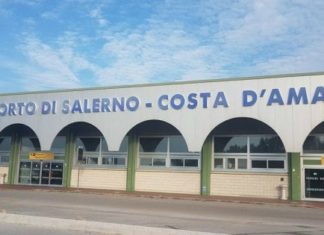 ORTO DI SALERNO - COSTA D'AMA